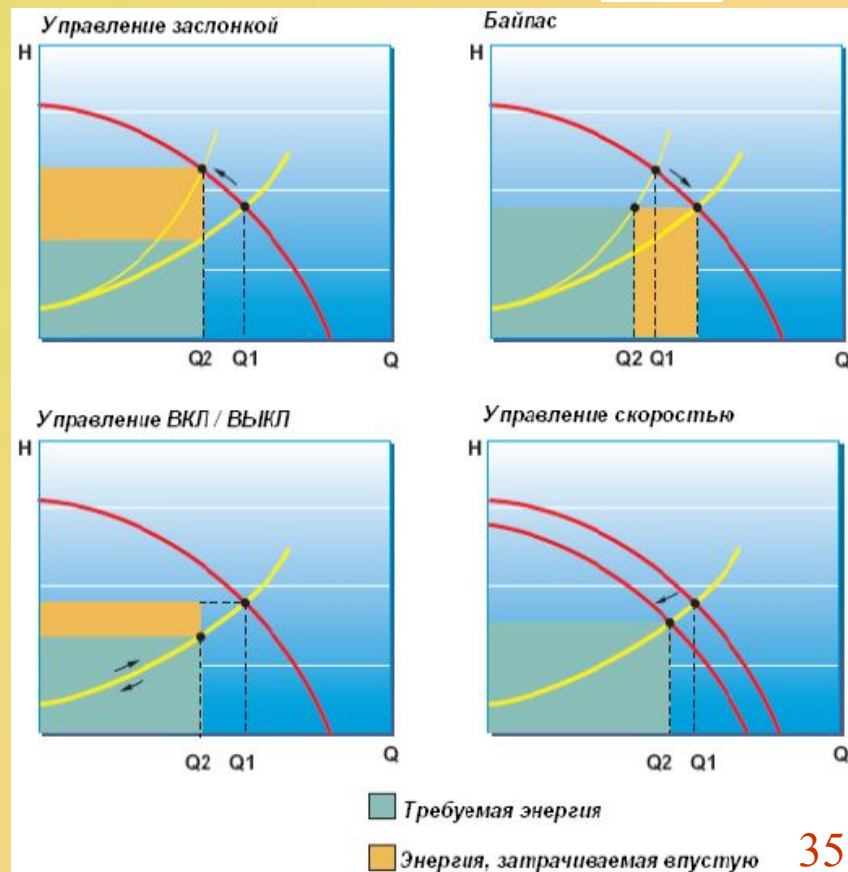 Управление заслонкой
H
Q2 Q1 Q
Байпас
H
Q2 Q1 Q
Управление ВКЛ / ВЫКЛ
H
Q2 Q1 Q
Управление скоростью
H
Q2 Q1 Q
Требуемая энергия
Энергия, затрачиваемая впустую
35